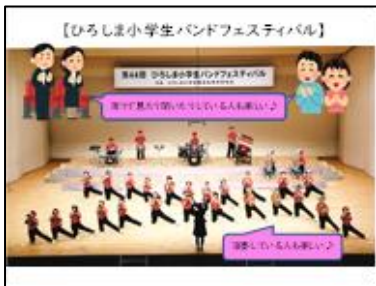 【ひろしま小学生バンドフェスティバル】
第44回 ひろしま小学生バンドフェスティバル
席で見たり聞いたりしている人も楽しい♪
演奏している人も楽しい♪